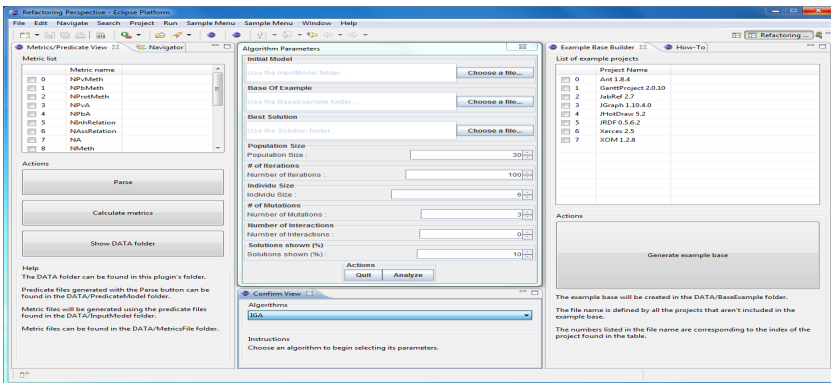 Refactoring Perspective - Eclipse Platform
File Edit Navigate Search Project Run Sample Menu Sample Menu Window Help
Refactoring ...
Metrics/Predicate View
Navigator
Metric list
Metric name
0 NPvMeth
1 NPbMeth
2 NProtMeth
3 NPvA
4 NPbA
5 NInhRelation
6 NAssRelation
7 NA
8 NMeth
Actions
Parse
Calculate metrics
Show DATA folder
Help
The DATA folder can be found in this plugin's folder.
Predicate files generated with the Parse button can be
found in the DATA/PredicateModel folder.
Metric files will be generated using the predicate files
found in the DATA/InputModel folder.
Metric files can be found in the DATA/MetricsFile folder.
Algorithm Parameters
Initial Model
Use the InputModel folder...
Choose a file...
Base Of Example
Use the BaseExample folder...
Choose a file...
Best Solution
Use the Solution folder...
Choose a file...
Population Size
Population Size : 30
# of Iterations
Number of Iterations : 100
Individu Size
Individu Size : 6
# of Mutations
Number of Mutations : 3
Number of Interactions
Number of Interactions : 0
Solutions shown (%)
Solutions shown (%) : 10
Actions
Quit Analyze
Confirm View
Algorithms
IGA
Instructions
Choose an algorithm to begin selecting its parameters.
Example Base Builder
How-To
List of example projects
Project Name
0 Ant 1.8.4
1 GanttProject 2.0.10
2 JabRef 2.7
3 JGraph 1.10.4.0
4 JHotDraw 5.2
5 JRDF 0.5.6.2
6 Xerces 2.5
7 XOM 1.2.8
Actions
Generate example base
The example base will be created in the DATA/BaseExample folder.
The file name is defined by all the projects that aren't included in the
example base.
The numbers listed in the file name are corresponding to the index of the
project found in the table.